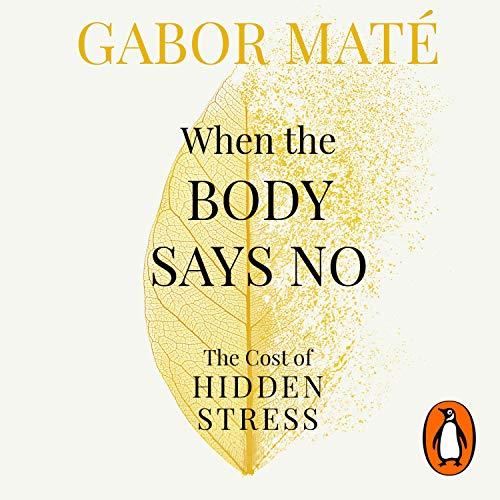 GABOR MATÉ
When the
BODY
SAYS NO
The Cost of
HIDDEN
STRESS